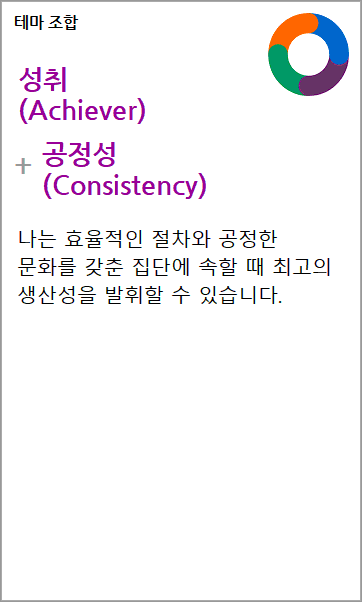 테마 조합
성취
(Achiever)
+ 공정성
(Consistency)
나는 효율적인 절차와 공정한
문화를 갖춘 집단에 속할 때 최고의
생산성을 발휘할 수 있습니다.